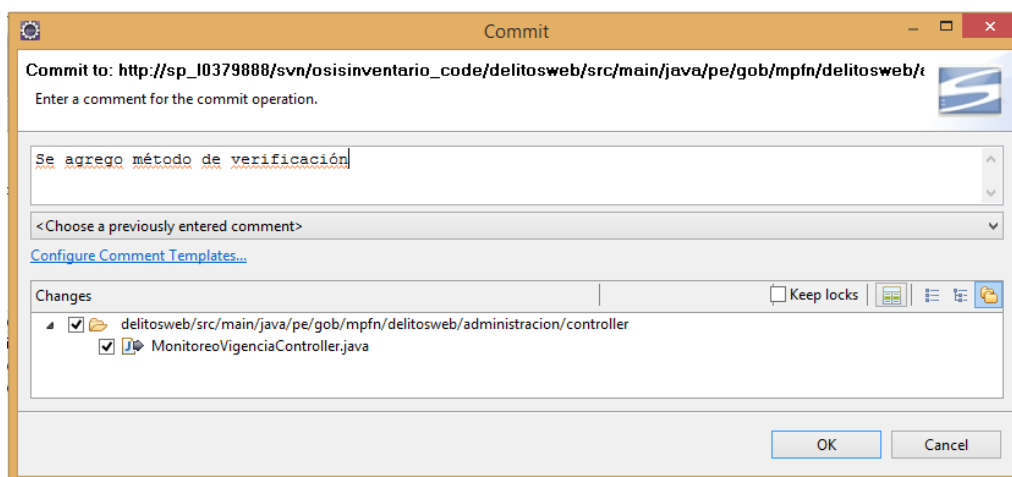 Commit
Commit to: http://sp_l0379888/svn/osisinventario_code/delitosweb/src/main/java/pe/gob/mpfn/delitosweb/a
Enter a comment for the commit operation.
Se agrego método de verificación
<Choose a previously entered comment>
Configure Comment Templates...
Changes
Keep locks
delitosweb/src/main/java/pe/gob/mpfn/delitosweb/administracion/controller
MonitoreoVigenciaController.java
OK
Cancel